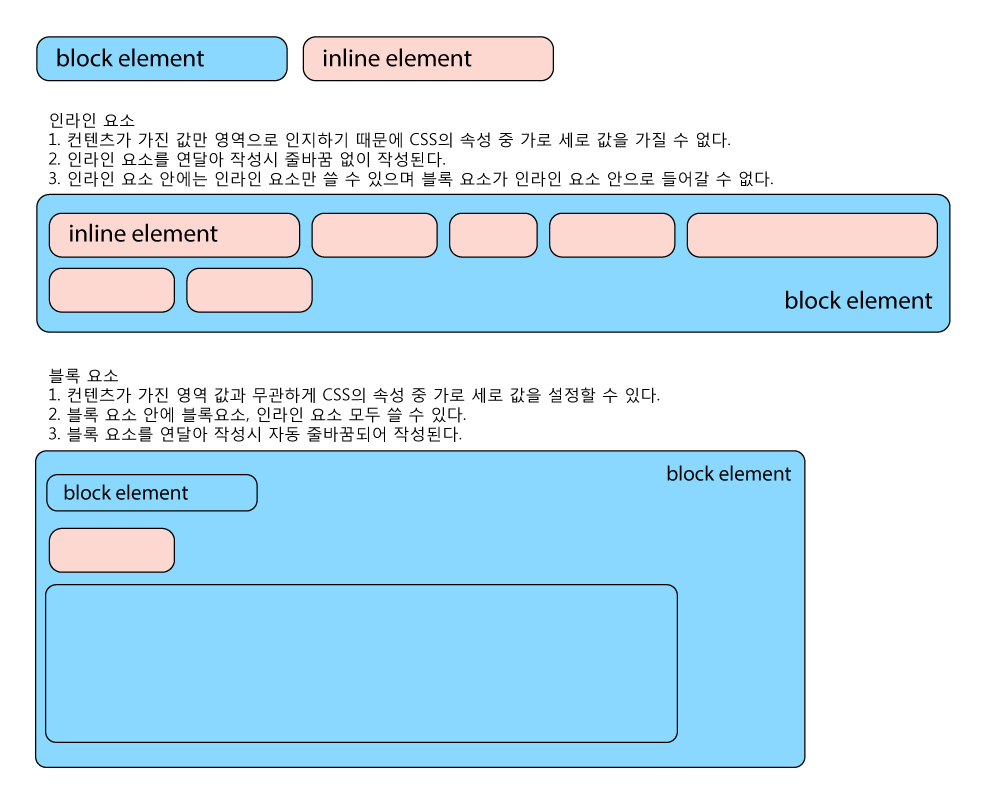 block element
inline element
인라인 요소
1. 컨텐츠가 가진 값만 영역으로 인지하기 때문에 CSS의 속성 중 가로 세로 값을 가질 수 없다.
2. 인라인 요소를 연달아 작성시 줄바꿈 없이 작성된다.
3. 인라인 요소 안에는 인라인 요소만 쓸 수 있으며 블록 요소가 인라인 요소 안으로 들어갈 수 없다.
inline element
block element
블록 요소
1. 컨텐츠가 가진 영역 값과 무관하게 CSS의 속성 중 가로 세로 값을 설정할 수 있다.
2. 블록 요소 안에 블록요소, 인라인 요소 모두 쓸 수 있다.
3. 블록 요소를 연달아 작성시 자동 줄바꿈되어 작성된다.
block element
block element